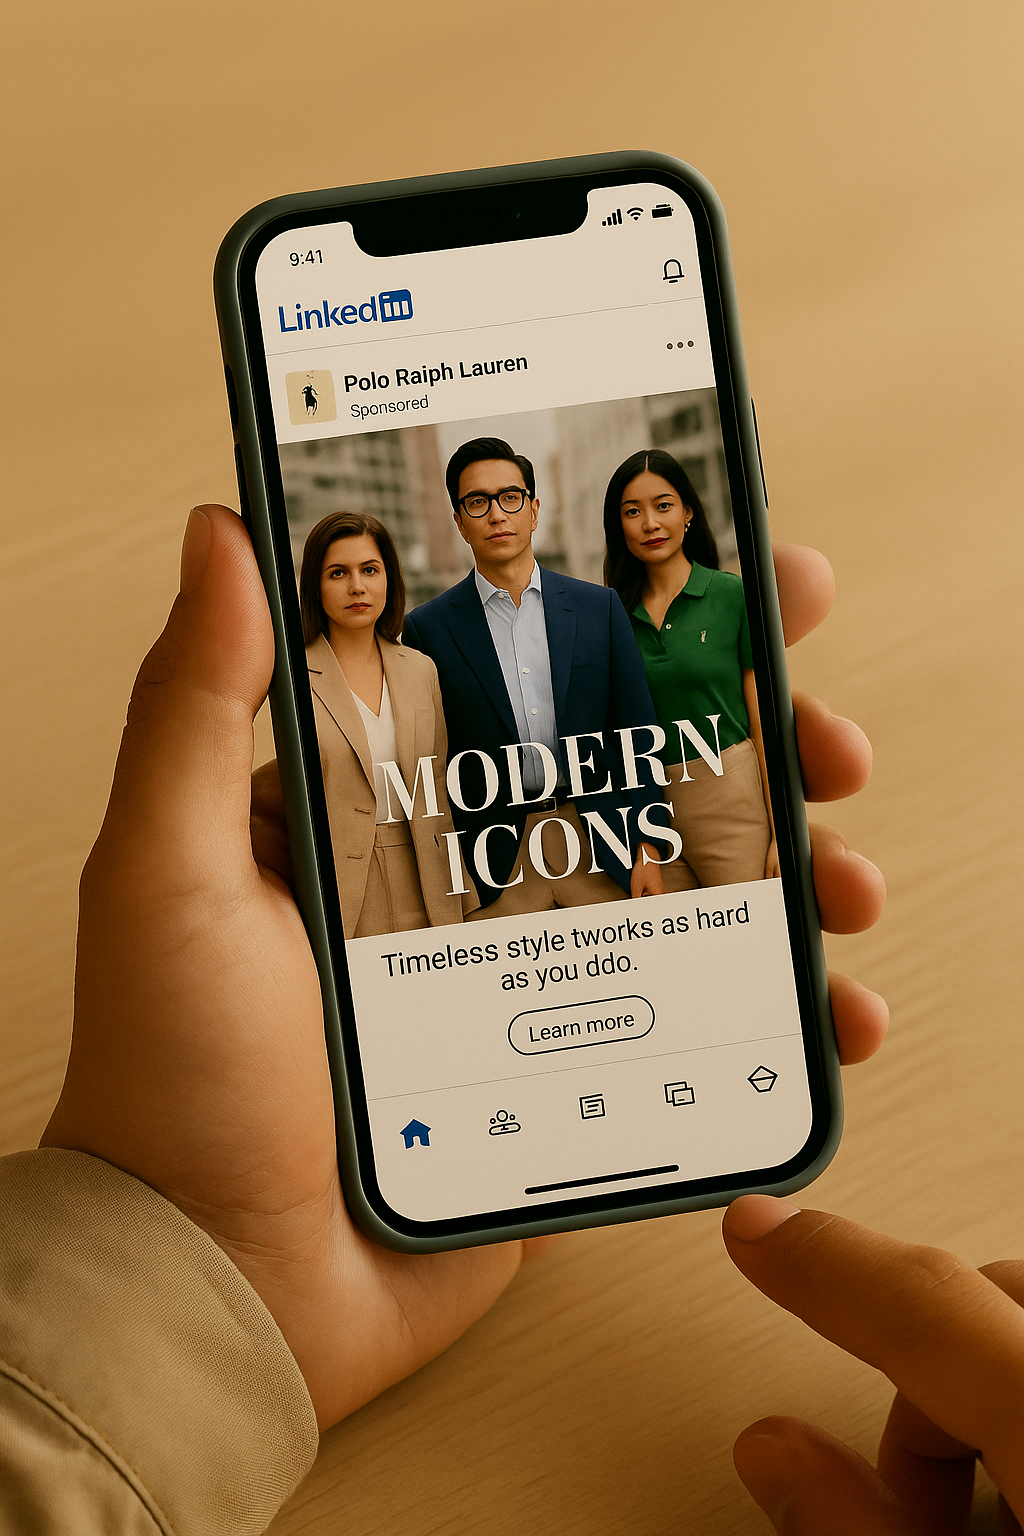 9:41
LinkedIn
Polo Raiph Lauren
Sponsored
MODERN
ICONS
Timeless style tworks as hard
as you ddo.
Learn more